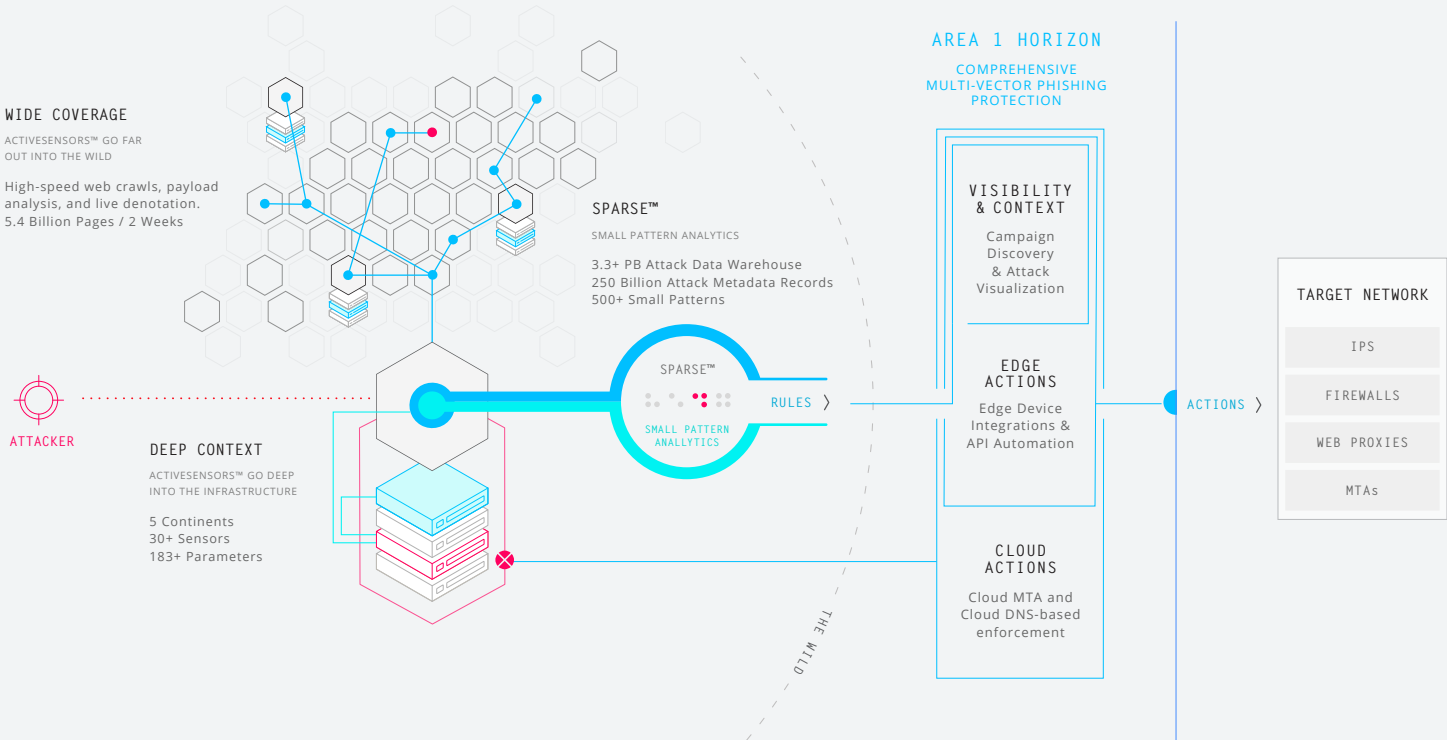 AREA 1 HORIZON
COMPREHENSIVE
MULTI-VECTOR PHISHING
PROTECTION
WIDE COVERAGE
ACTIVESENSORS™ GO FAR
OUT INTO THE WILD
High-speed web crawls, payload
analysis, and live denotation.
5.4 Billion Pages / 2 Weeks
SPARSE™
SMALL PATTERN ANALYTICS
3.3+ PB Attack Data Warehouse
250 Billion Attack Metadata Records
500+ Small Patterns
VISIBILITY
& CONTEXT
Campaign
Discovery
& Attack
Visualization
TARGET NETWORK
IPS
FIREWALLS
WEB PROXIES
MTAs
SPARSE™
SMALL PATTERN
ANALLYTICS
RULES 〉
EDGE
ACTIONS
Edge Device
Integrations &
API Automation
ACTIONS 〉
ATTACKER
DEEP CONTEXT
ACTIVESENSORS™ GO DEEP
INTO THE INFRASTRUCTURE
5 Continents
30+ Sensors
183+ Parameters
CLOUD
ACTIONS
Cloud MTA and
Cloud DNS-based
enforcement
THE WILD